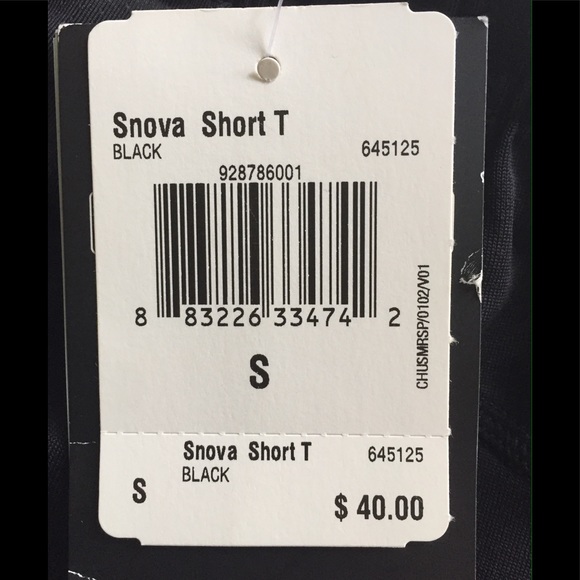 Snova Short T
BLACK 645125
928786001
8 83226 33474 2
S
CHUSMRSP/0102/V01
Snova Short T 645125
BLACK
S
$ 40.00